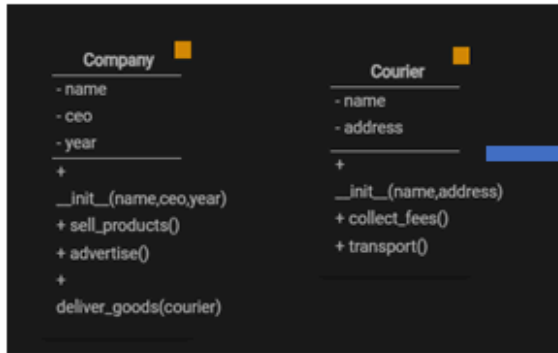 Company
- name
- ceo
- year
+
__init__(name,ceo,year)
+ sell_products()
+ advertise()
+
deliver_goods(courier)
Courier
- name
- address
+
__init__(name,address)
+ collect_fees()
+ transport()